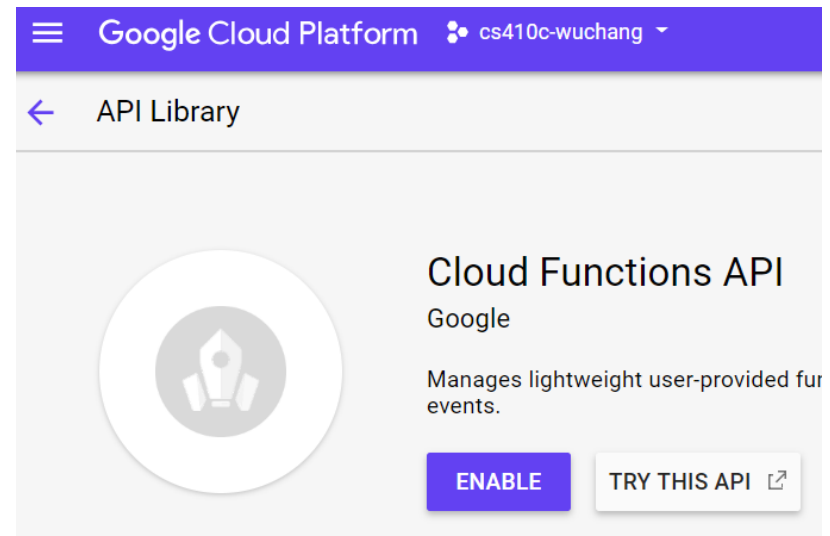 Google Cloud Platform cs410c-wuchang
API Library
Cloud Functions API
Google
Manages lightweight user-provided
events.
ENABLE TRY THIS API